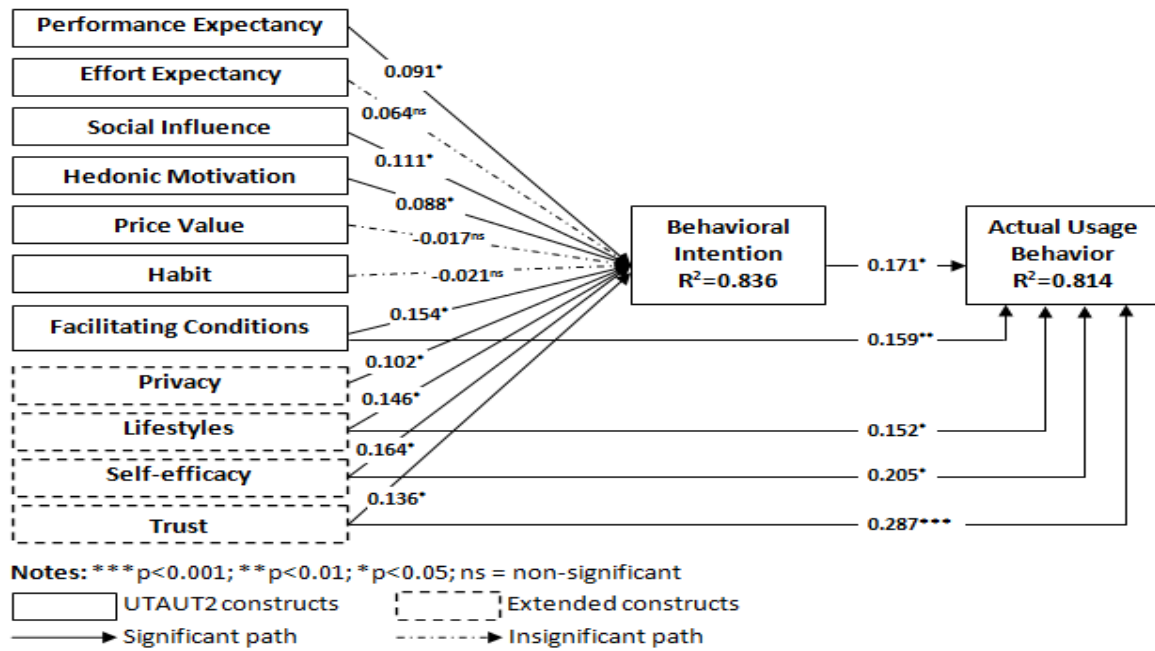 Performance Expectancy
0.091*
Effort Expectancy
0.064ns
Social Influence
0.111*
Hedonic Motivation
0.088*
Price Value
-0.017ns
Habit
-0.021ns
Facilitating Conditions
0.154*
Privacy
0.102*
Lifestyles
0.146*
Self-efficacy
0.164*
Trust
0.136*
Behavioral
Intention
R²=0.836
0.171*
Actual Usage
Behavior
R²=0.814
0.159**
0.152*
0.205*
0.287***
Notes: ***p<0.001; **p<0.01; *p<0.05; ns = non-significant
UTAUT2 constructs
Extended constructs
Significant path
Insignificant path